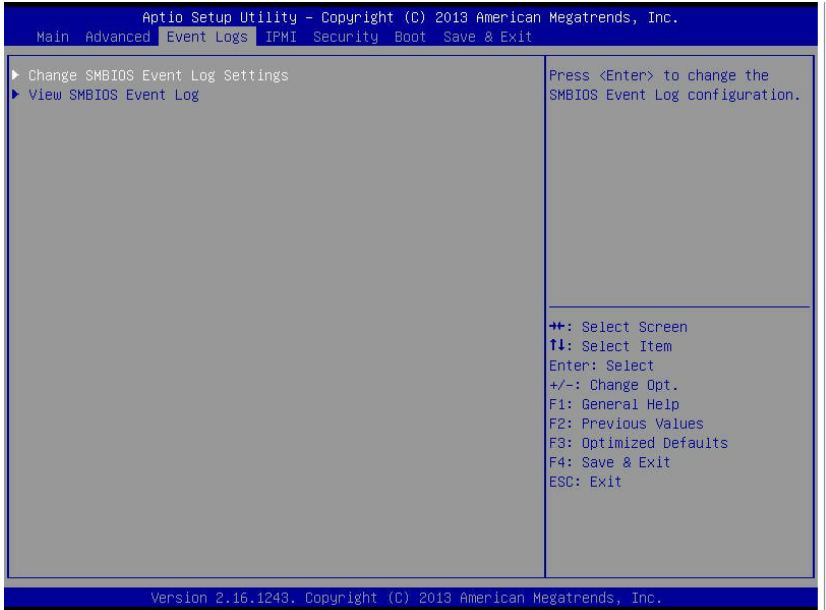 Aptio Setup Utility – Copyright (C) 2013 American Megatrends, Inc.
Main Advanced Event Logs IPMI Security Boot Save & Exit
▶ Change SMBIOS Event Log Settings
▶ View SMBIOS Event Log
Press <Enter> to change the
SMBIOS Event Log configuration.
→←: Select Screen
↑↓: Select Item
Enter: Select
+/-: Change Opt.
F1: General Help
F2: Previous Values
F3: Optimized Defaults
F4: Save & Exit
ESC: Exit
Version 2.16.1243. Copyright (C) 2013 American Megatrends, Inc.